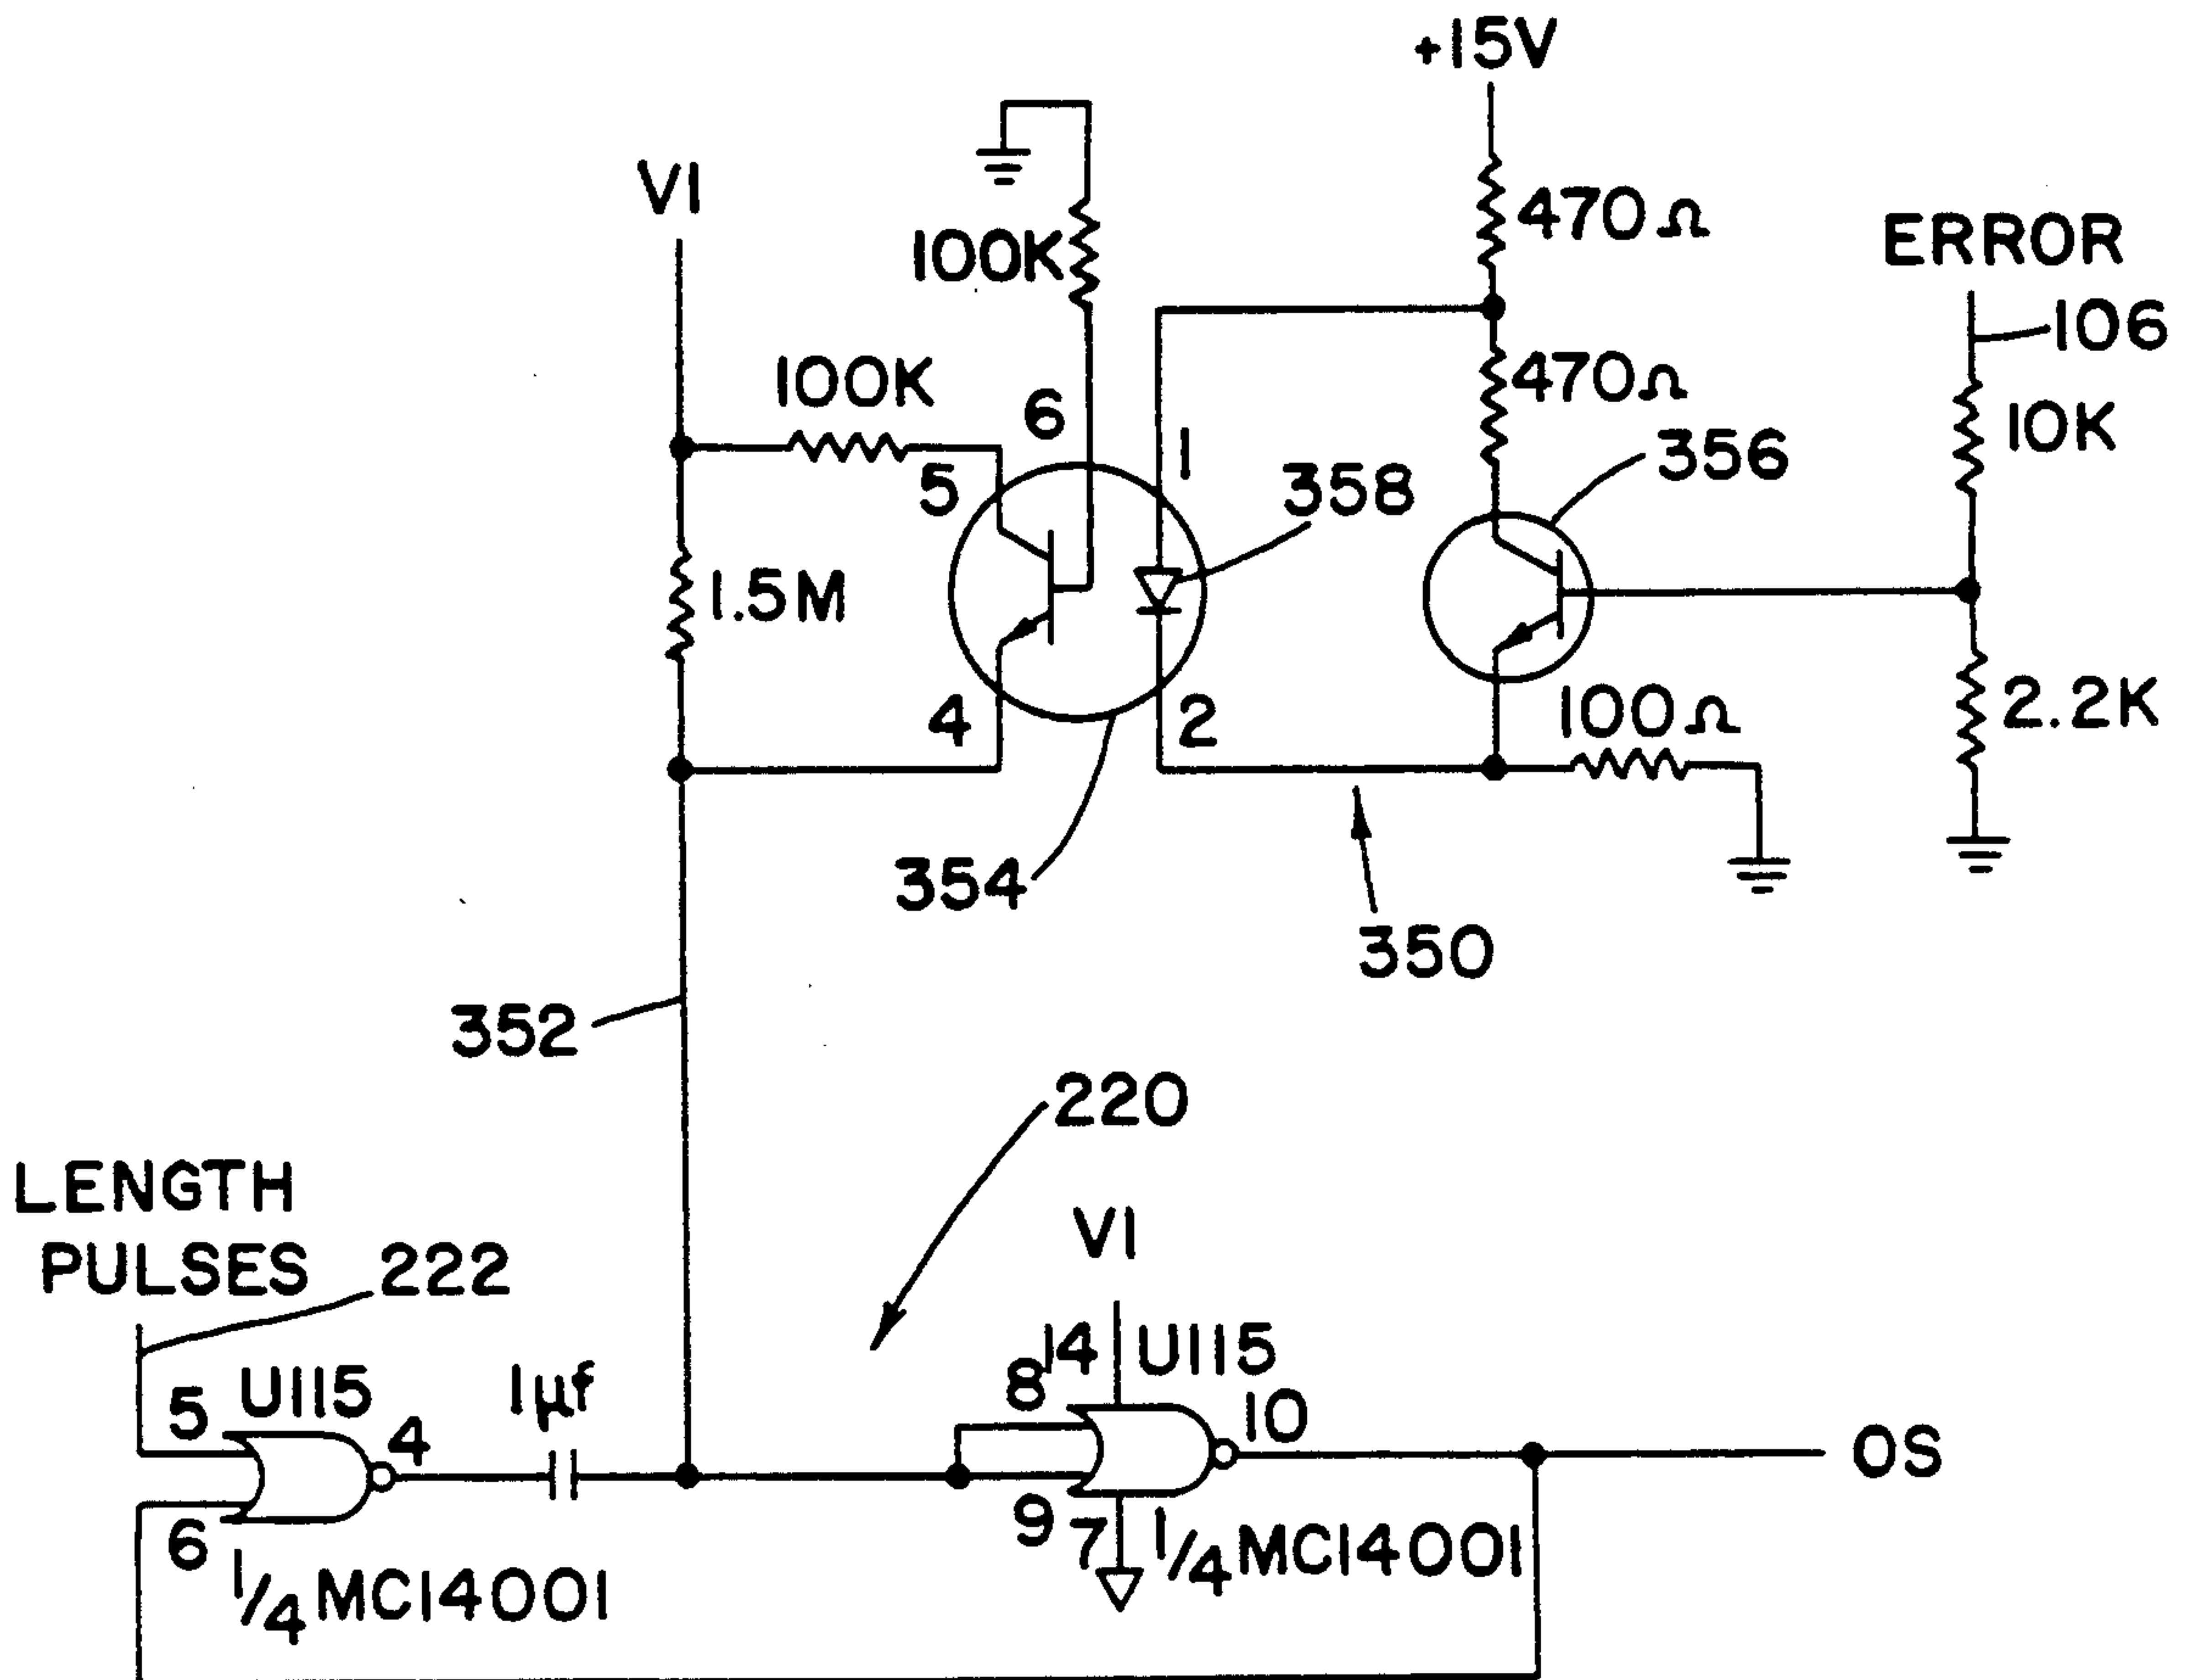 +15V
V1
470Ω
100K
ERROR
106
100K
6
470Ω
10K
5
1
358
356
1.5M
4
2
100Ω
2.2K
354
350
352
220
LENGTH
PULSES 222
V1
5
U115
4
1µf
8
14
U115
10
OS
6
9
7
1/4 MC14001
1/4 MC14001